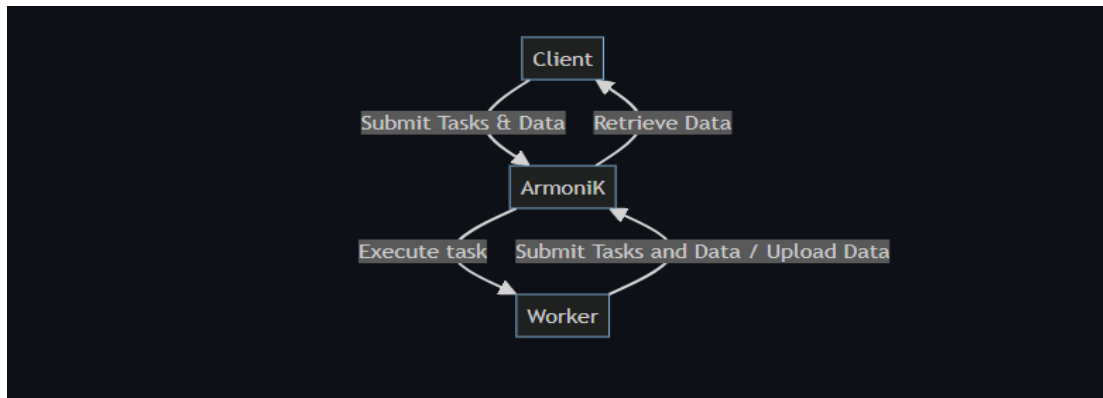 Client
Submit Tasks & Data
Retrieve Data
ArmoniK
Execute task
Submit Tasks and Data / Upload Data
Worker